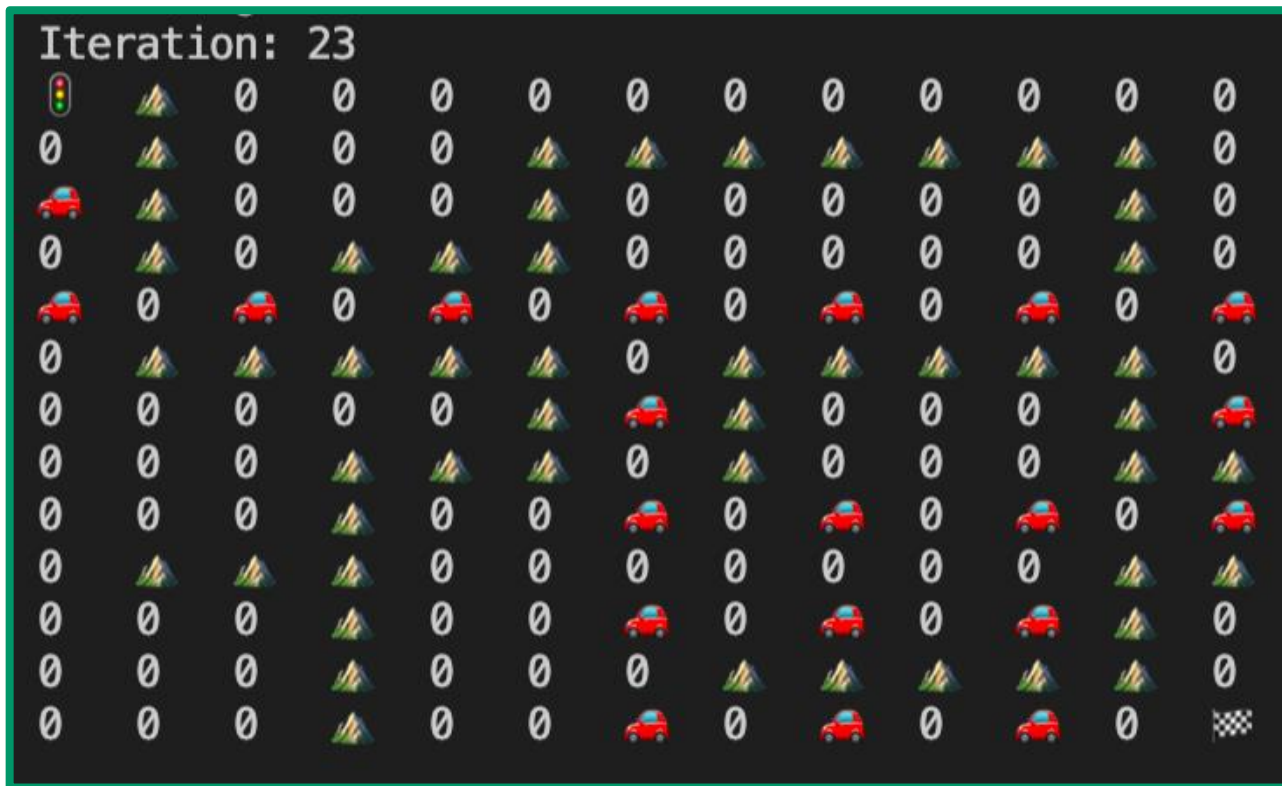 Iteration: 23
🚦 ⛰️ 0 0 0 0 0 0 0 0 0 0 0
0 ⛰️ 0 0 0 ⛰️ ⛰️ ⛰️ ⛰️ ⛰️ ⛰️ ⛰️ 0
🚗 ⛰️ 0 0 0 ⛰️ 0 0 0 0 0 ⛰️ 0
0 ⛰️ 0 ⛰️ ⛰️ ⛰️ 0 0 0 0 0 ⛰️ 0
🚗 0 🚗 0 🚗 0 🚗 0 🚗 0 🚗 0 🚗
0 ⛰️ ⛰️ ⛰️ ⛰️ ⛰️ 0 ⛰️ ⛰️ ⛰️ ⛰️ ⛰️ 0
0 0 0 0 0 ⛰️ 🚗 ⛰️ 0 0 0 ⛰️ 🚗
0 0 0 ⛰️ ⛰️ ⛰️ 0 ⛰️ 0 0 0 ⛰️ ⛰️
0 0 0 ⛰️ 0 0 🚗 0 🚗 0 🚗 0 🚗
0 ⛰️ ⛰️ ⛰️ 0 0 0 0 0 0 0 ⛰️ ⛰️
0 0 0 ⛰️ 0 0 🚗 0 🚗 0 🚗 ⛰️ 0
0 0 0 ⛰️ 0 0 0 ⛰️ ⛰️ ⛰️ ⛰️ ⛰️ 0
0 0 0 ⛰️ 0 0 🚗 0 🚗 0 🚗 0 🏁